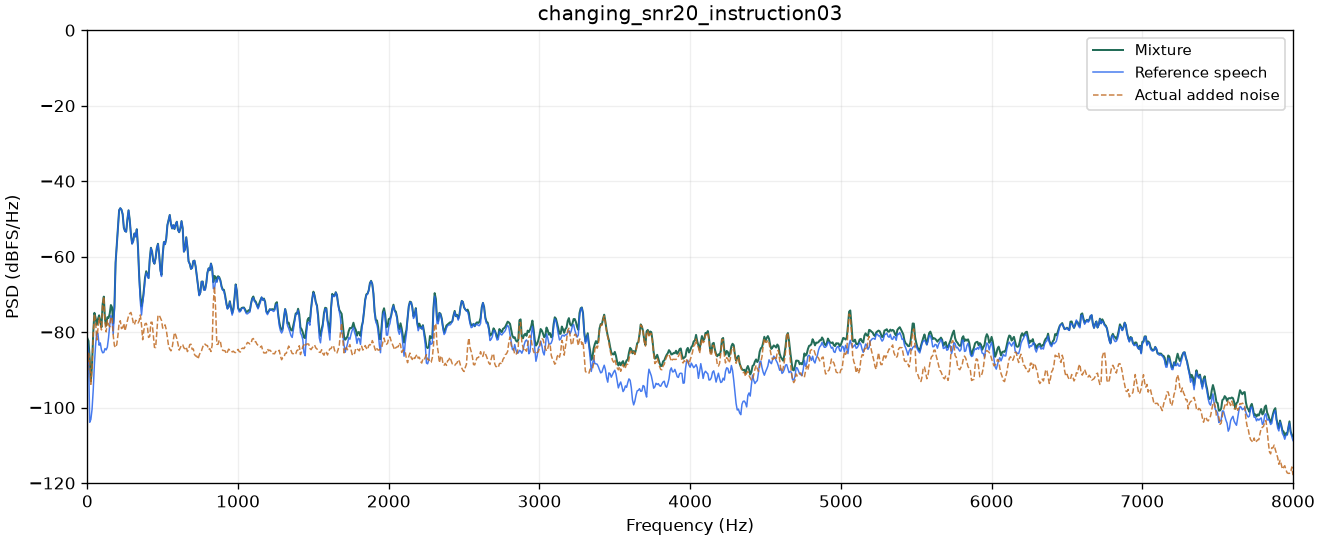 changing_snr20_instruction03
PSD (dBFS/Hz)
0
−20
−40
−60
−80
−100
−120
Mixture
Reference speech
Actual added noise
0 1000 2000 3000 4000 5000 6000 7000 8000
Frequency (Hz)